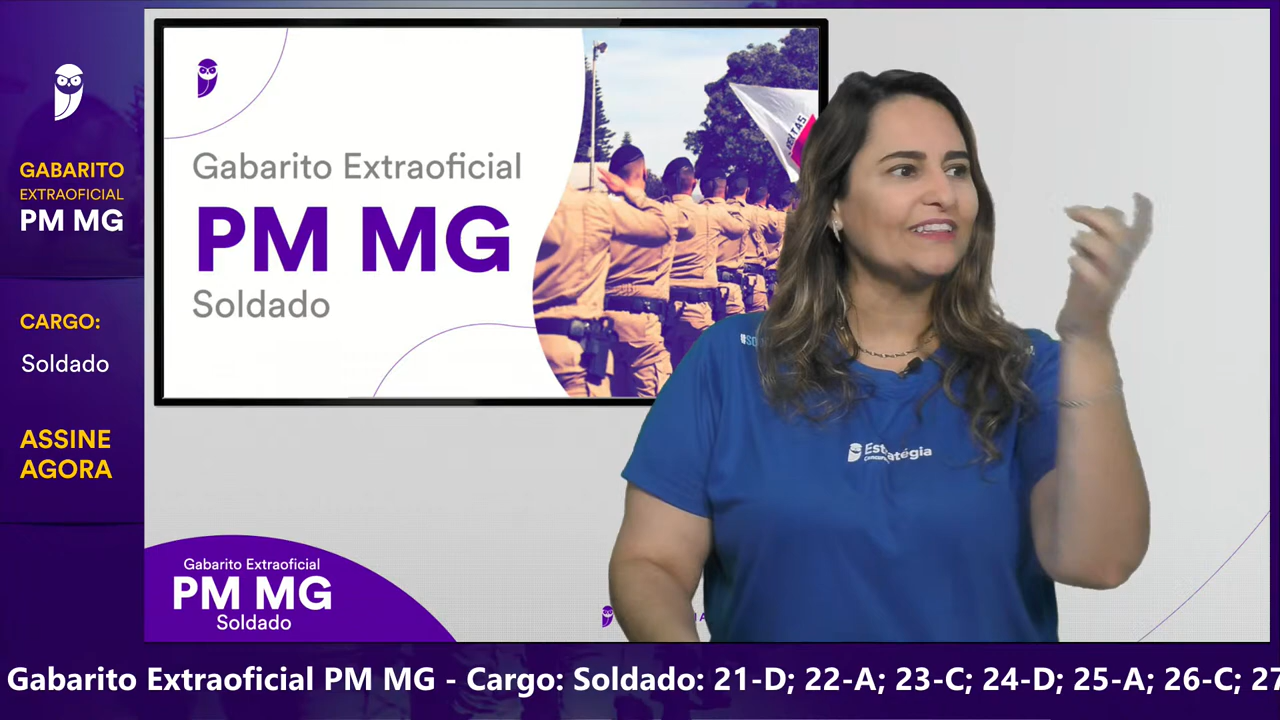 GABARITO
EXTRAOFICIAL
PM MG
CARGO:
Soldado
ASSINE
AGORA
Gabarito Extraoficial
PM MG
Soldado
Estratégia
Gabarito Extraoficial
PM MG
Soldado
Gabarito Extraoficial PM MG - Cargo: Soldado: 21-D; 22-A; 23-C; 24-D; 25-A; 26-C; 27